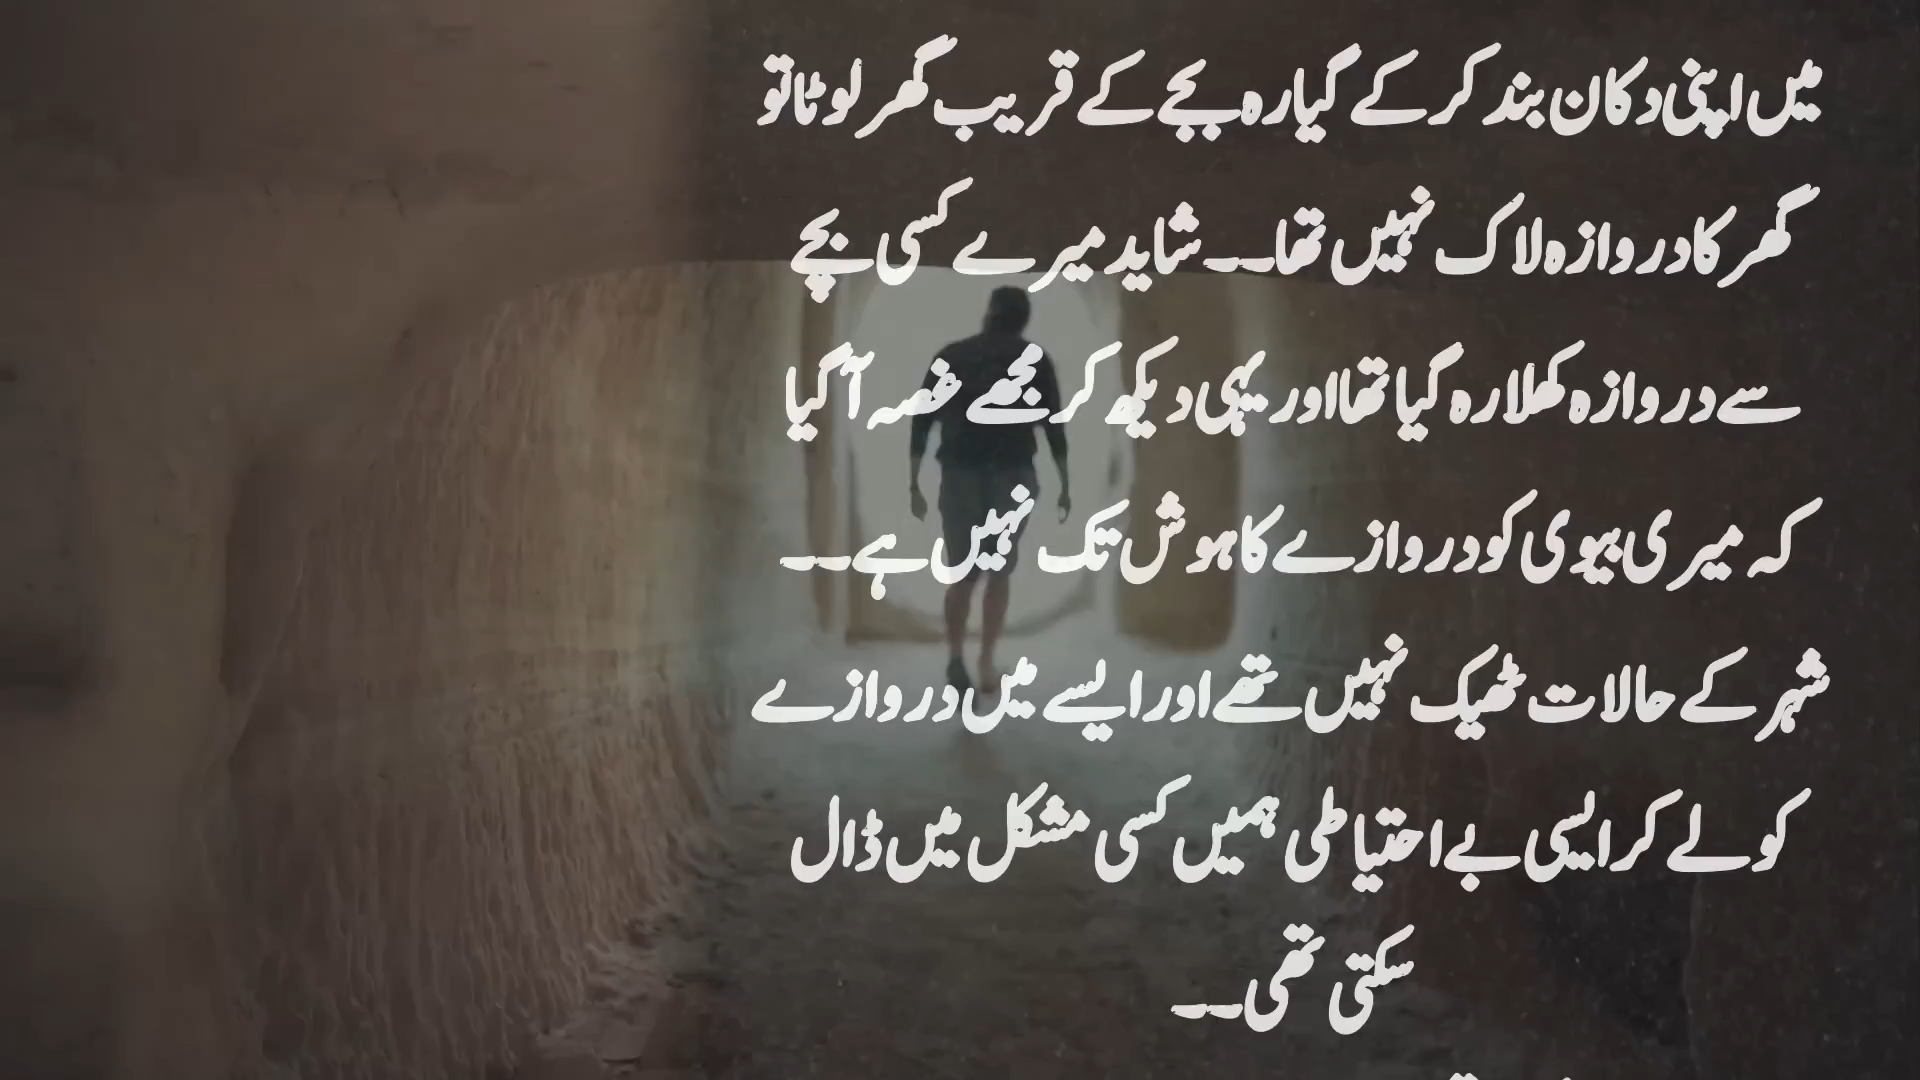 میں اپنی دکان بند کر کے گیارہ بجے کے قریب گھر لوٹا تو
گھر کا دروازہ لاک نہیں تھا۔۔ شاید میرے کسی بچے
سے دروازہ کھلا رہ گیا تھا اور یہی دیکھ کر مجھے غصہ آ گیا
کہ میری بیوی کو دروازے کا ہوش تک نہیں ہے۔۔
شہر کے حالات ٹھیک نہیں تھے اور ایسے میں دروازے
کو لے کر ایسی بے احتیاطی ہمیں کسی مشکل میں ڈال
سکتی تھی۔۔